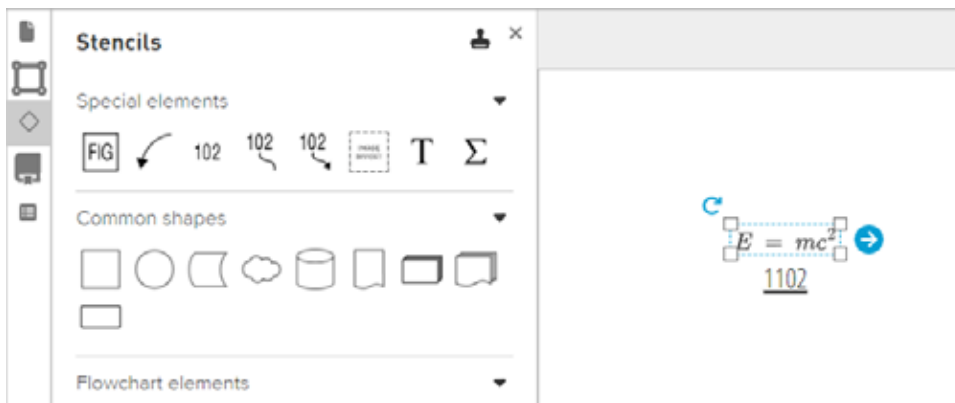 Stencils
Special elements
FIG 102 102 102 IMAGE T Σ
Common shapes
E = mc²
1102
Flowchart elements